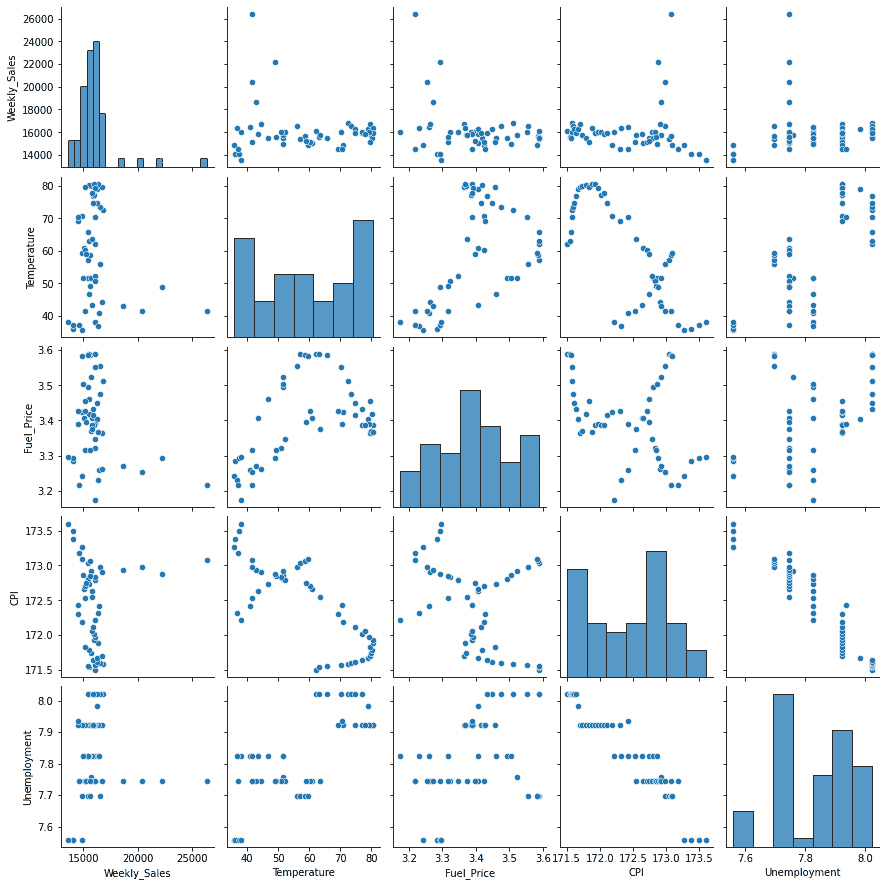 26000
24000
22000
20000
18000
16000
14000
Weekly_Sales
80
70
60
50
40
Temperature
3.6
3.5
3.4
3.3
3.2
Fuel_Price
173.5
173.0
172.5
172.0
171.5
CPI
8.0
7.9
7.8
7.7
7.6
Unemployment
15000 20000 25000
Weekly_Sales
40 50 60 70 80
Temperature
3.2 3.3 3.4 3.5 3.6
Fuel_Price
171.5 172.0 172.5 173.0 173.5
CPI
7.6 7.8 8.0
Unemployment